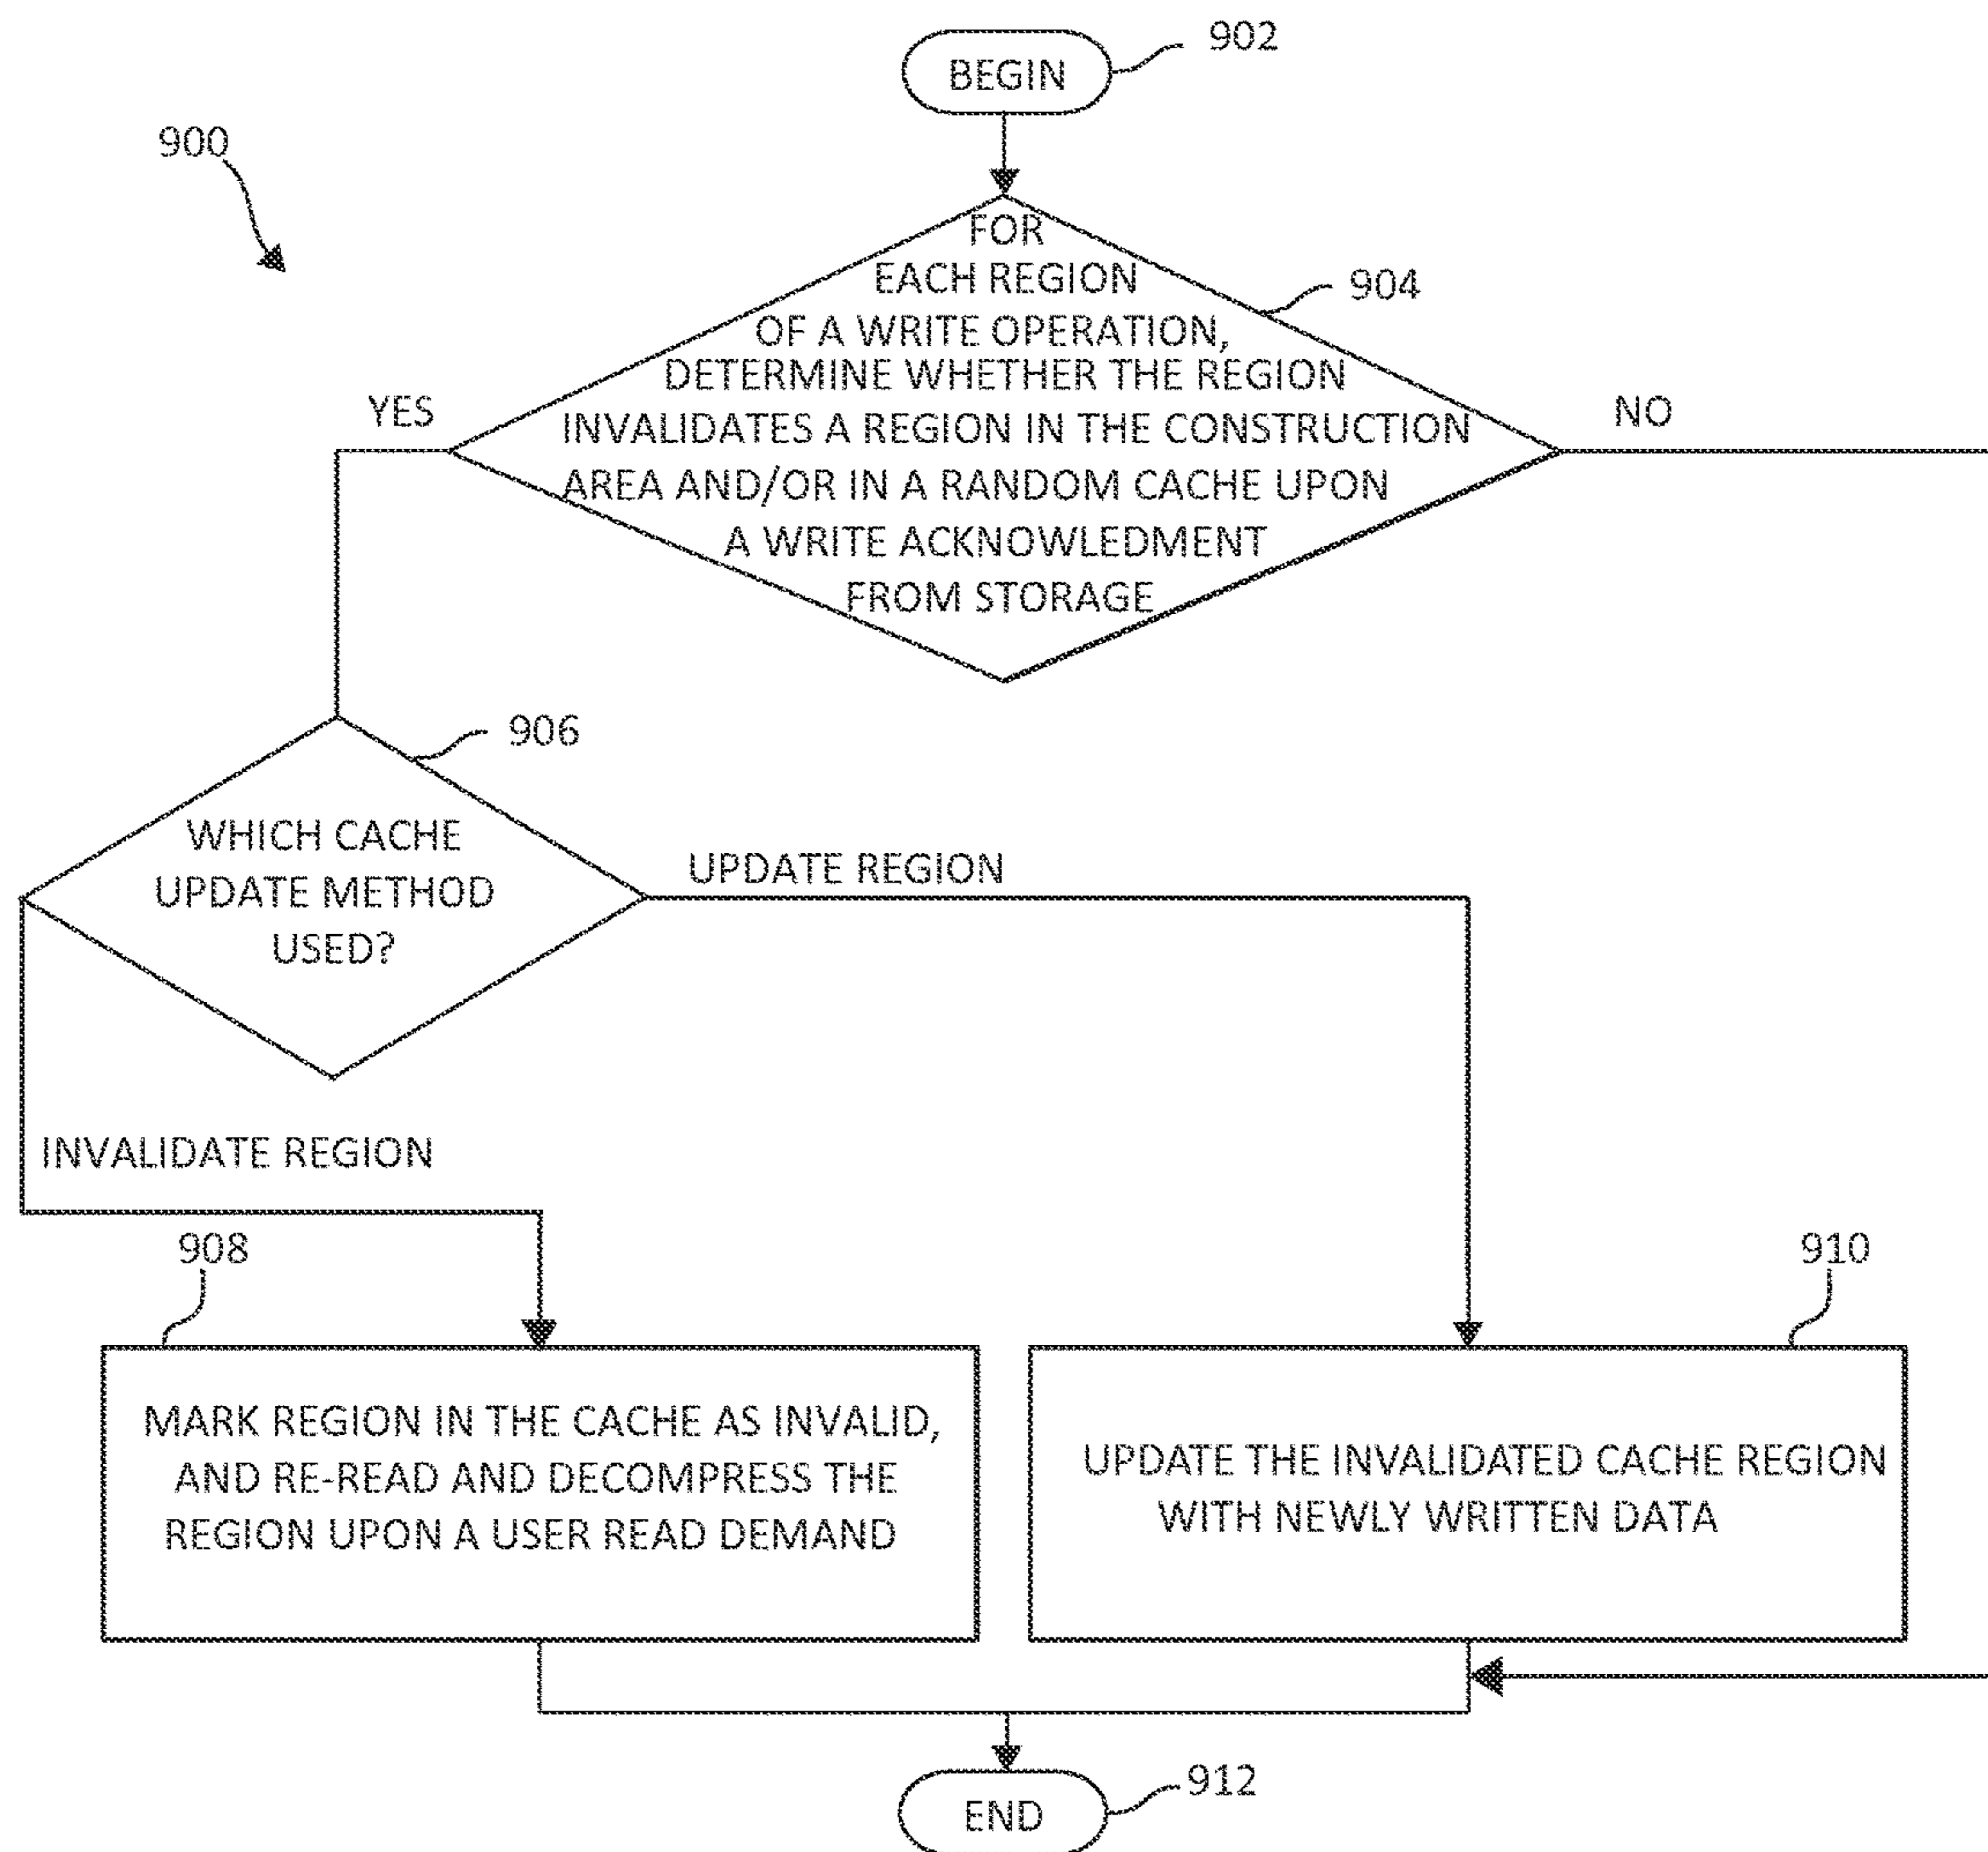 902
BEGIN
900
FOR
EACH REGION
904
OF A WRITE OPERATION,
DETERMINE WHETHER THE REGION
YES
NO
INVALIDATES A REGION IN THE CONSTRUCTION
AREA AND/OR IN A RANDOM CACHE UPON
A WRITE ACKNOWLEDMENT
FROM STORAGE
906
WHICH CACHE
UPDATE METHOD
USED?
UPDATE REGION
INVALIDATE REGION
908
910
MARK REGION IN THE CACHE AS INVALID,
AND RE-READ AND DECOMPRESS THE
REGION UPON A USER READ DEMAND
UPDATE THE INVALIDATED CACHE REGION
WITH NEWLY WRITTEN DATA
912
END